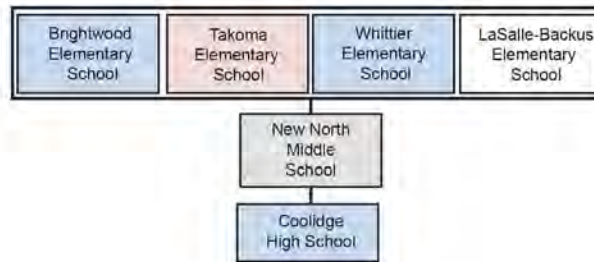 Brightwood
Elementary
School
Takoma
Elementary
School
Whittier
Elementary
School
LaSalle-Backus
Elementary
School
New North
Middle
School
Coolidge
High School